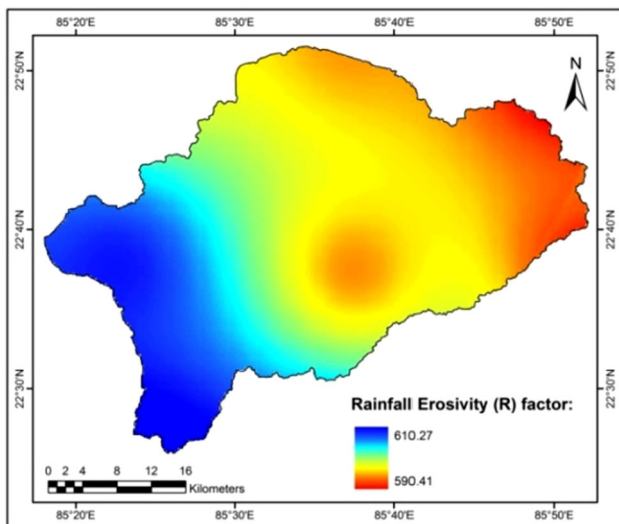 85°20'E 85°30'E 85°40'E 85°50'E
22°50'N 22°50'N
N
22°40'N 22°40'N
22°30'N 22°30'N
Rainfall Erosivity (R) factor:
610.27
590.41
0 2 4 8 12 16
Kilometers
85°20'E 85°30'E 85°40'E 85°50'E